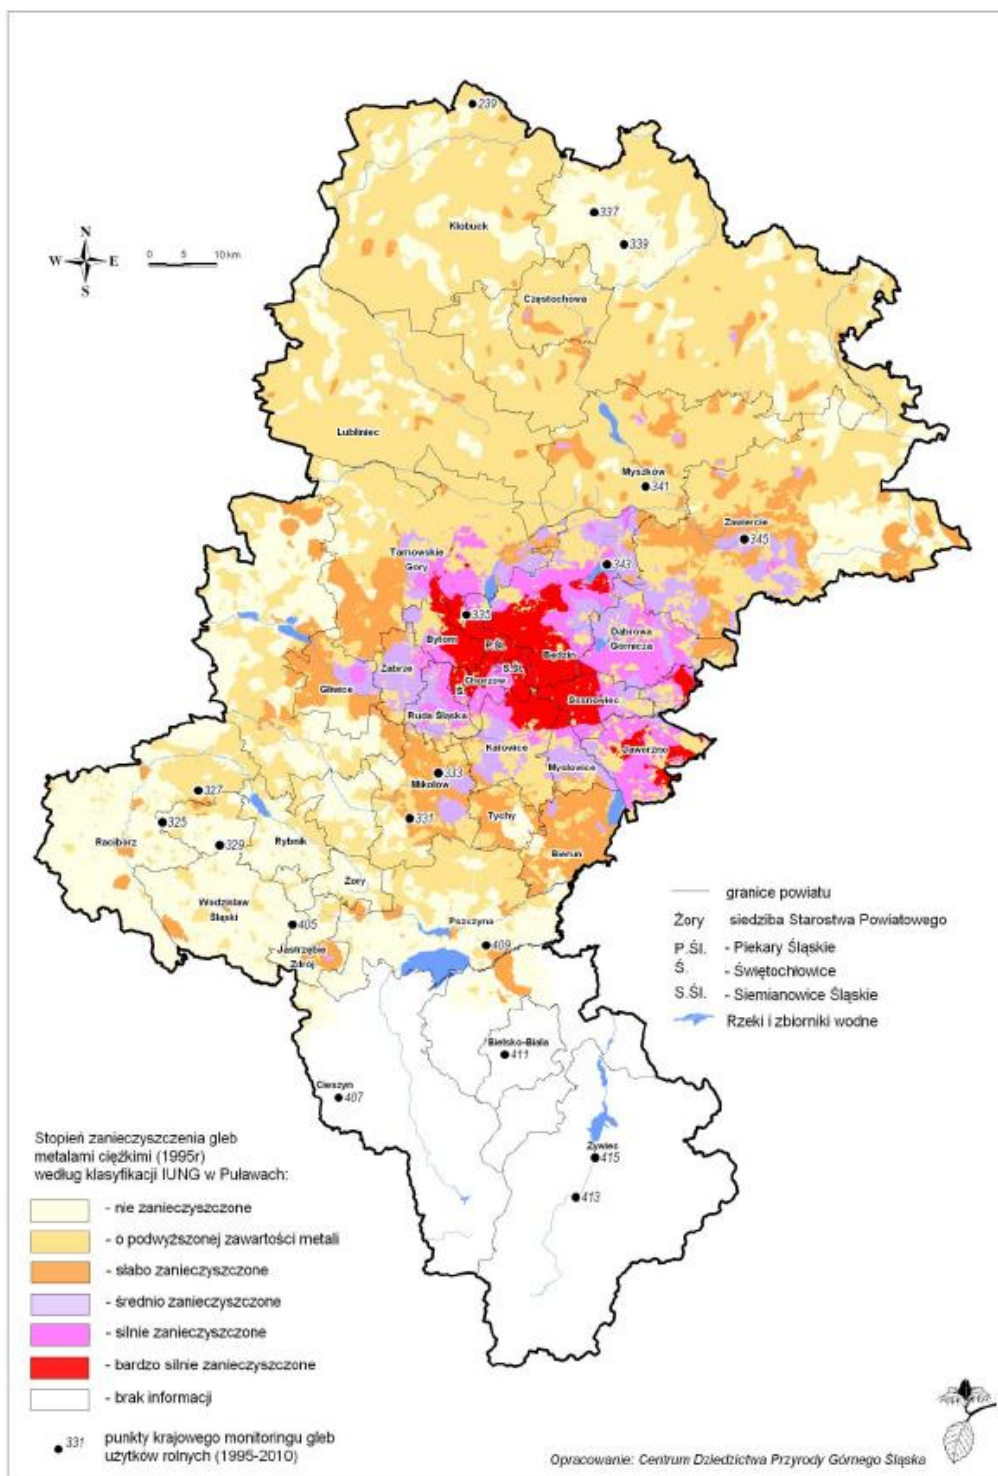 239
337
Kłobuck
339
N
W E
S
0 5 10 km
Częstochowa
Lubliniec
Myszków
341
Zawiercie
345
Tarnowskie
Góry
343
335
Bytom
P.Śl.
Dąbrowa
Górnicza
Będzin
Zabrze
S.Śl.
Chorzów
Ś.
Gliwice
Sosnowiec
Ruda Śląska
Katowice
Jaworzno
Mysłowice
333
Mikołów
327
331
Tychy
325
Racibórz
329
Rybnik
Bieruń
Żory
Wodzisław
Śląski
405
Pszczyna
409
Jastrzębie
Zdrój
granice powiatu
Żory siedziba Starostwa Powiatowego
P.Śl. - Piekary Śląskie
Ś. - Świętochłowice
S.Śl. - Siemianowice Śląskie
Rzeki i zbiorniki wodne
Bielsko-Biała
411
Cieszyn
407
Żywiec
415
413
Stopień zanieczyszczenia gleb
metalami ciężkimi (1995r)
według klasyfikacji IUNG w Puławach:
- nie zanieczyszczone
- o podwyższonej zawartości metali
- słabo zanieczyszczone
- średnio zanieczyszczone
- silnie zanieczyszczone
- bardzo silnie zanieczyszczone
- brak informacji
331 punkty krajowego monitoringu gleb
użytków rolnych (1995-2010)
Opracowanie: Centrum Dziedzictwa Przyrody Górnego Śląska